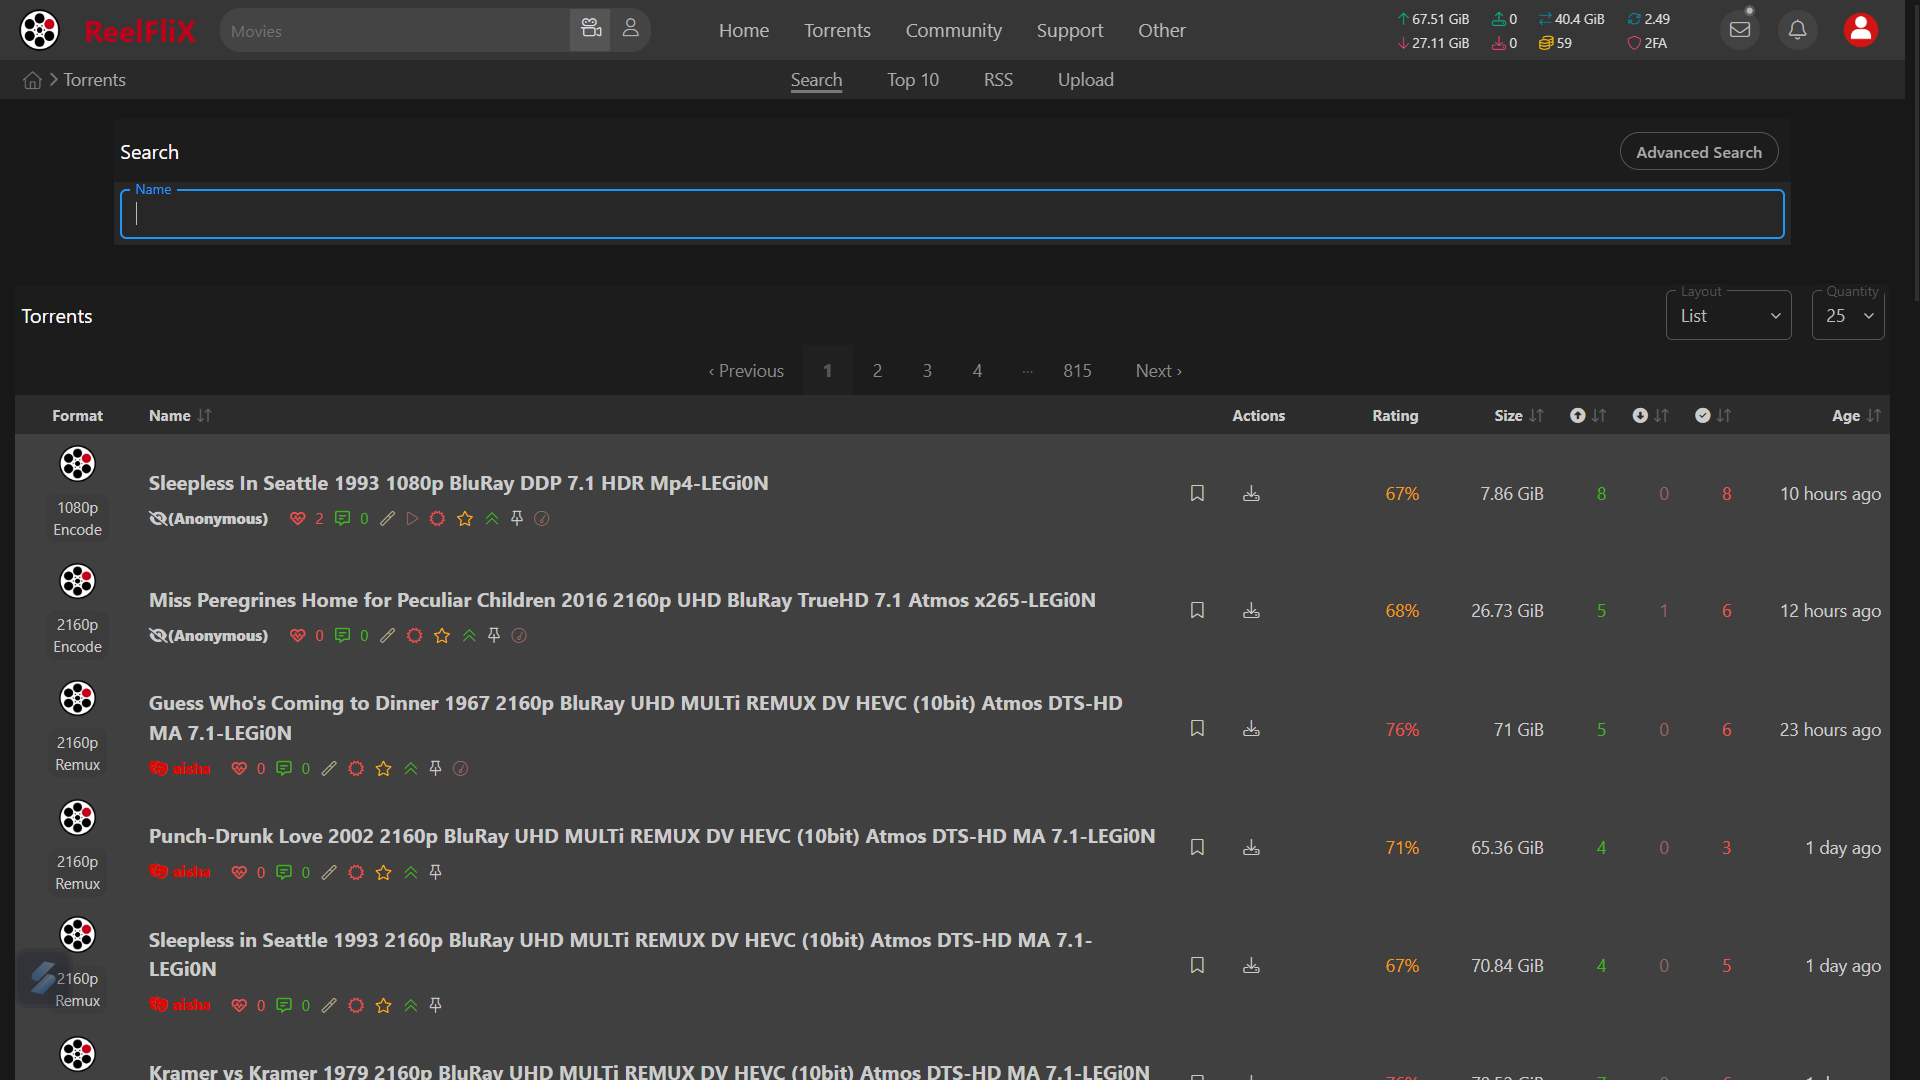 ReelFliX
Movies
Home
Torrents
Community
Support
Other
67.51 GiB
0
40.4 GiB
2.49
27.11 GiB
0
59
2FA
Torrents
Search
Top 10
RSS
Upload
Search
Advanced Search
Name
Torrents
Layout
List
Quantity
25
‹ Previous
1
2
3
4
...
815
Next ›
Format
Name
Actions
Rating
Size
Age
1080p
Encode
Sleepless In Seattle 1993 1080p BluRay DDP 7.1 HDR Mp4-LEGi0N
(Anonymous)
2
0
67%
7.86 GiB
8
0
8
10 hours ago
2160p
Encode
Miss Peregrines Home for Peculiar Children 2016 2160p UHD BluRay TrueHD 7.1 Atmos x265-LEGi0N
(Anonymous)
0
0
68%
26.73 GiB
5
1
6
12 hours ago
2160p
Remux
Guess Who's Coming to Dinner 1967 2160p BluRay UHD MULTi REMUX DV HEVC (10bit) Atmos DTS-HD
MA 7.1-LEGi0N
aisha
0
0
76%
71 GiB
5
0
6
23 hours ago
2160p
Remux
Punch-Drunk Love 2002 2160p BluRay UHD MULTi REMUX DV HEVC (10bit) Atmos DTS-HD MA 7.1-LEGi0N
aisha
0
0
71%
65.36 GiB
4
0
3
1 day ago
2160p
Remux
Sleepless in Seattle 1993 2160p BluRay UHD MULTi REMUX DV HEVC (10bit) Atmos DTS-HD MA 7.1-
LEGi0N
aisha
0
0
67%
70.84 GiB
4
0
5
1 day ago
Kramer vs Kramer 1979 2160p BluRay UHD MULTi REMUX DV HEVC (10bit) Atmos DTS-HD MA 7.1-LEGi0N